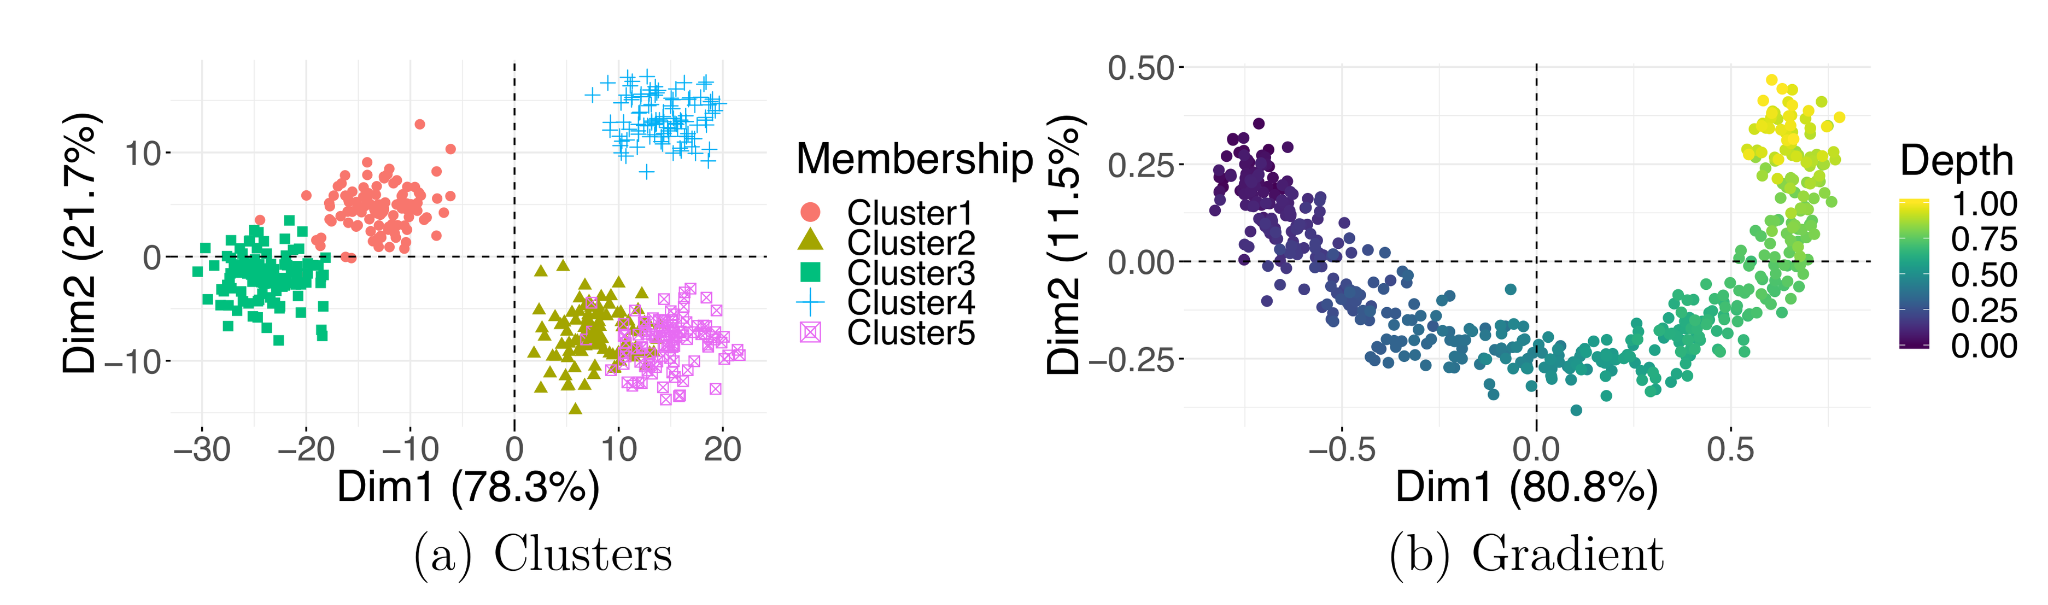 10
0
−10
Dim2 (21.7%)
−30 −20 −10 0 10 20
Dim1 (78.3%)
Membership
Cluster1
Cluster2
Cluster3
Cluster4
Cluster5
(a) Clusters
0.50
0.25
0.00
−0.25
Dim2 (11.5%)
−0.5 0.0 0.5
Dim1 (80.8%)
Depth
1.00
0.75
0.50
0.25
0.00
(b) Gradient